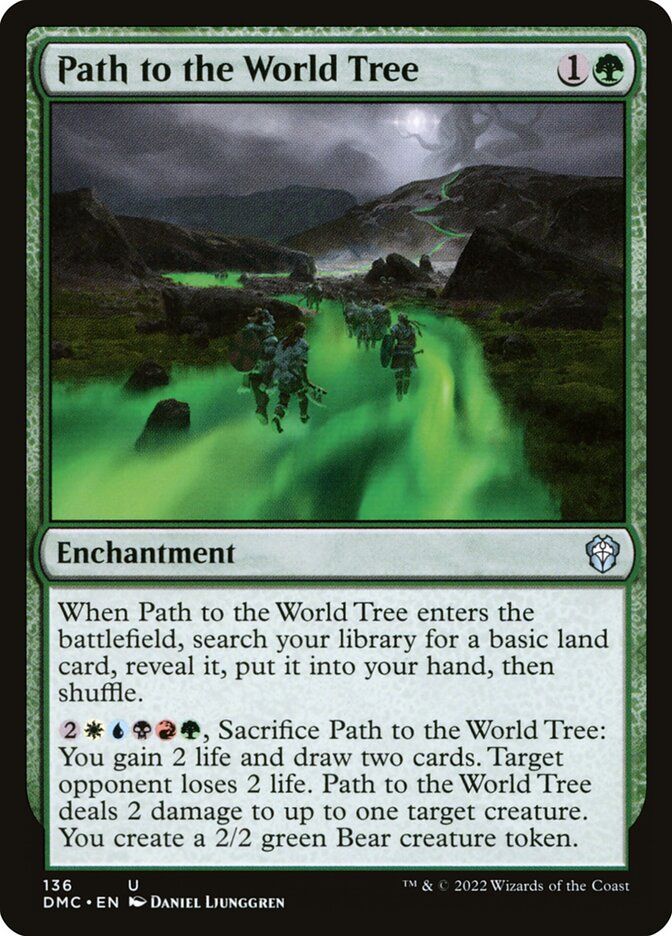 Path to the World Tree 1
Enchantment
When Path to the World Tree enters the
battlefield, search your library for a basic land
card, reveal it, put it into your hand, then
shuffle.
2, Sacrifice Path to the World Tree:
You gain 2 life and draw two cards. Target
opponent loses 2 life. Path to the World Tree
deals 2 damage to up to one target creature.
You create a 2/2 green Bear creature token.
136 U
™ & © 2022 Wizards of the Coast
DMC • EN Daniel Ljunggren